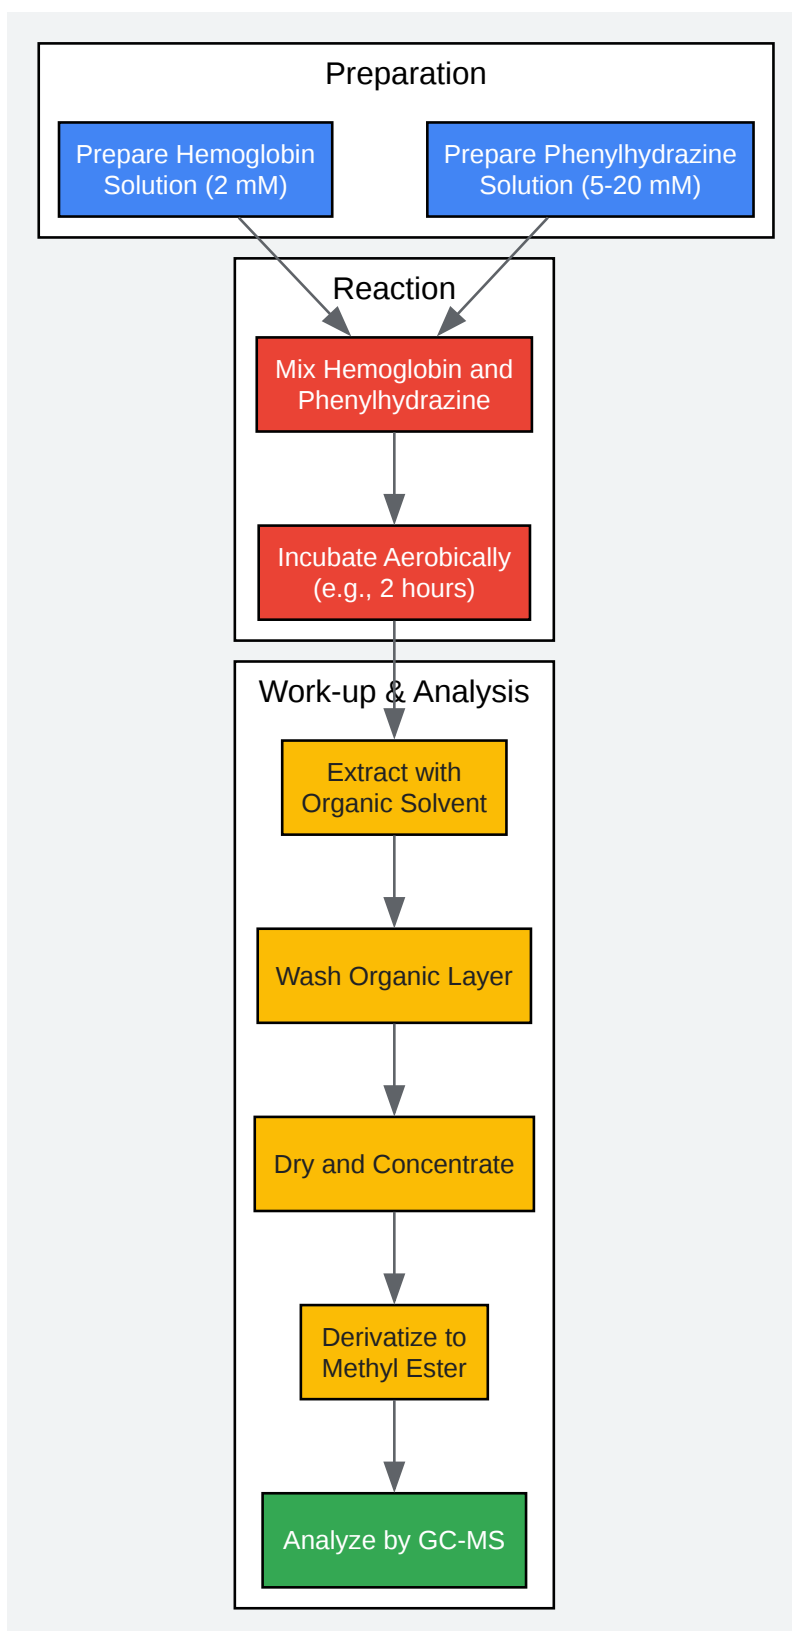 Preparation
Prepare Hemoglobin
Solution (2 mM)
Prepare Phenylhydrazine
Solution (5-20 mM)
Reaction
Mix Hemoglobin and
Phenylhydrazine
Incubate Aerobically
(e.g., 2 hours)
Work-up & Analysis
Extract with
Organic Solvent
Wash Organic Layer
Dry and Concentrate
Derivatize to
Methyl Ester
Analyze by GC-MS